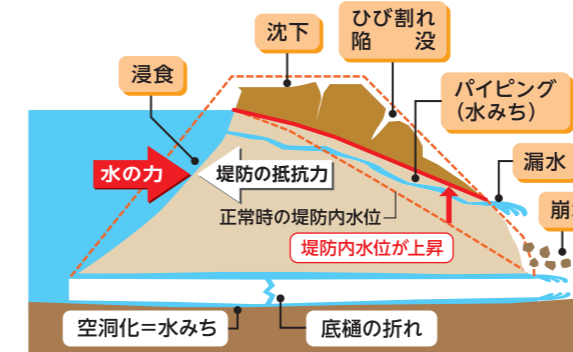 沈下
ひび割れ
陥　没
浸食
パイピング
（水みち）
漏水
水の力
堤防の抵抗力
正常時の堤防内水位
堤防内水位が上昇
空洞化＝水みち
底樋の折れ